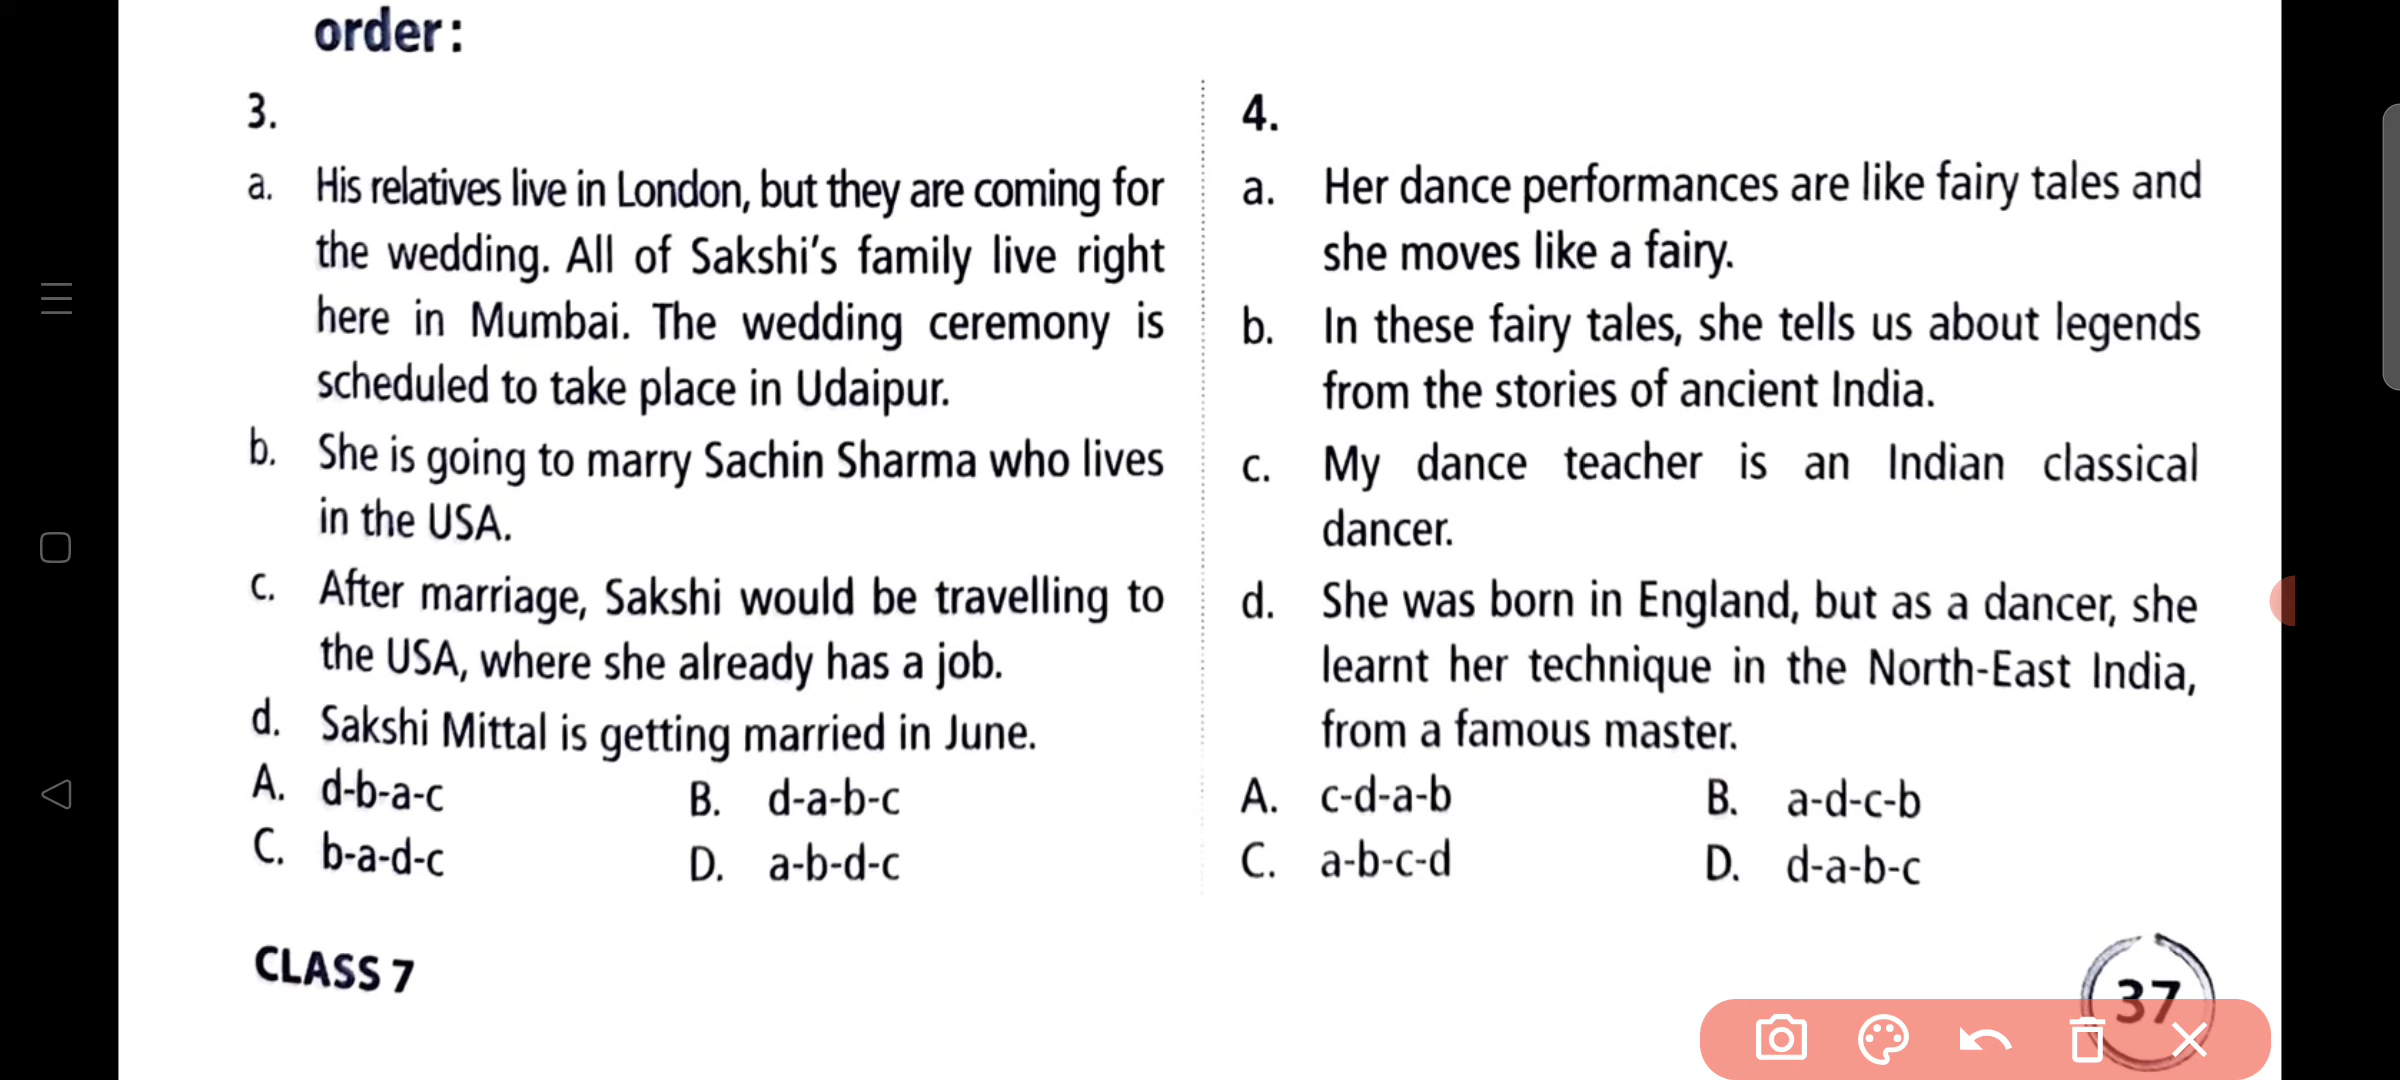 order:
3.
a. His relatives live in London, but they are coming for
the wedding. All of Sakshi's family live right
here in Mumbai. The wedding ceremony is
scheduled to take place in Udaipur.
b. She is going to marry Sachin Sharma who lives
in the USA.
c. After marriage, Sakshi would be travelling to
the USA, where she already has a job.
d. Sakshi Mittal is getting married in June.
A. d-b-a-c B. d-a-b-c
C. b-a-d-c D. a-b-d-c
4.
a. Her dance performances are like fairy tales and
she moves like a fairy.
b. In these fairy tales, she tells us about legends
from the stories of ancient India.
c. My dance teacher is an Indian classical
dancer.
d. She was born in England, but as a dancer, she
learnt her technique in the North-East India,
from a famous master.
A. c-d-a-b B. a-d-c-b
C. a-b-c-d D. d-a-b-c
CLASS 7
37